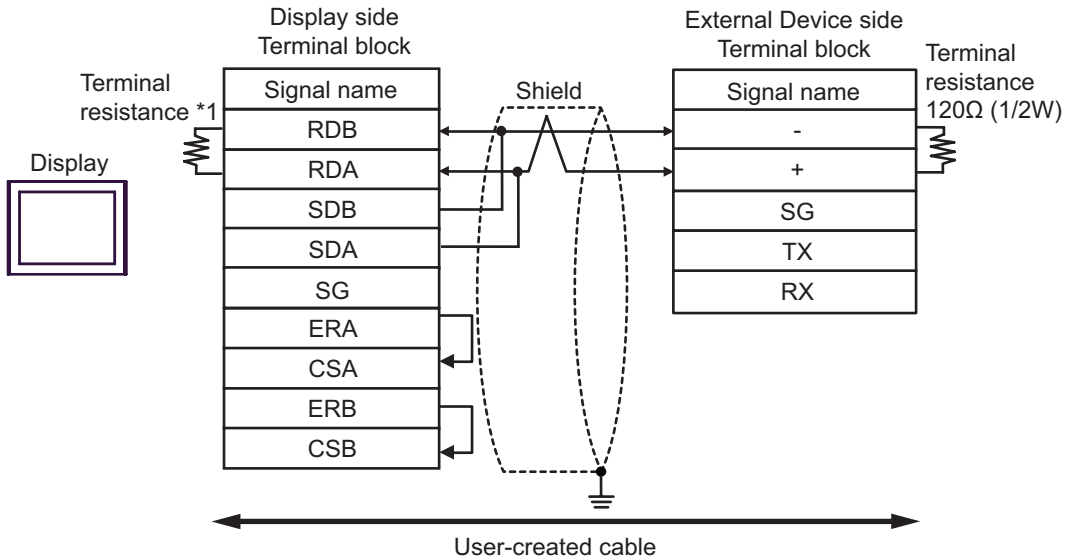 Display side
Terminal block
External Device side
Terminal block
Terminal
resistance *1
Terminal
resistance
120Ω (1/2W)
Display
Shield
Signal name
RDB
RDA
SDB
SDA
SG
ERA
CSA
ERB
CSB
Signal name
-
+
SG
TX
RX
User-created cable